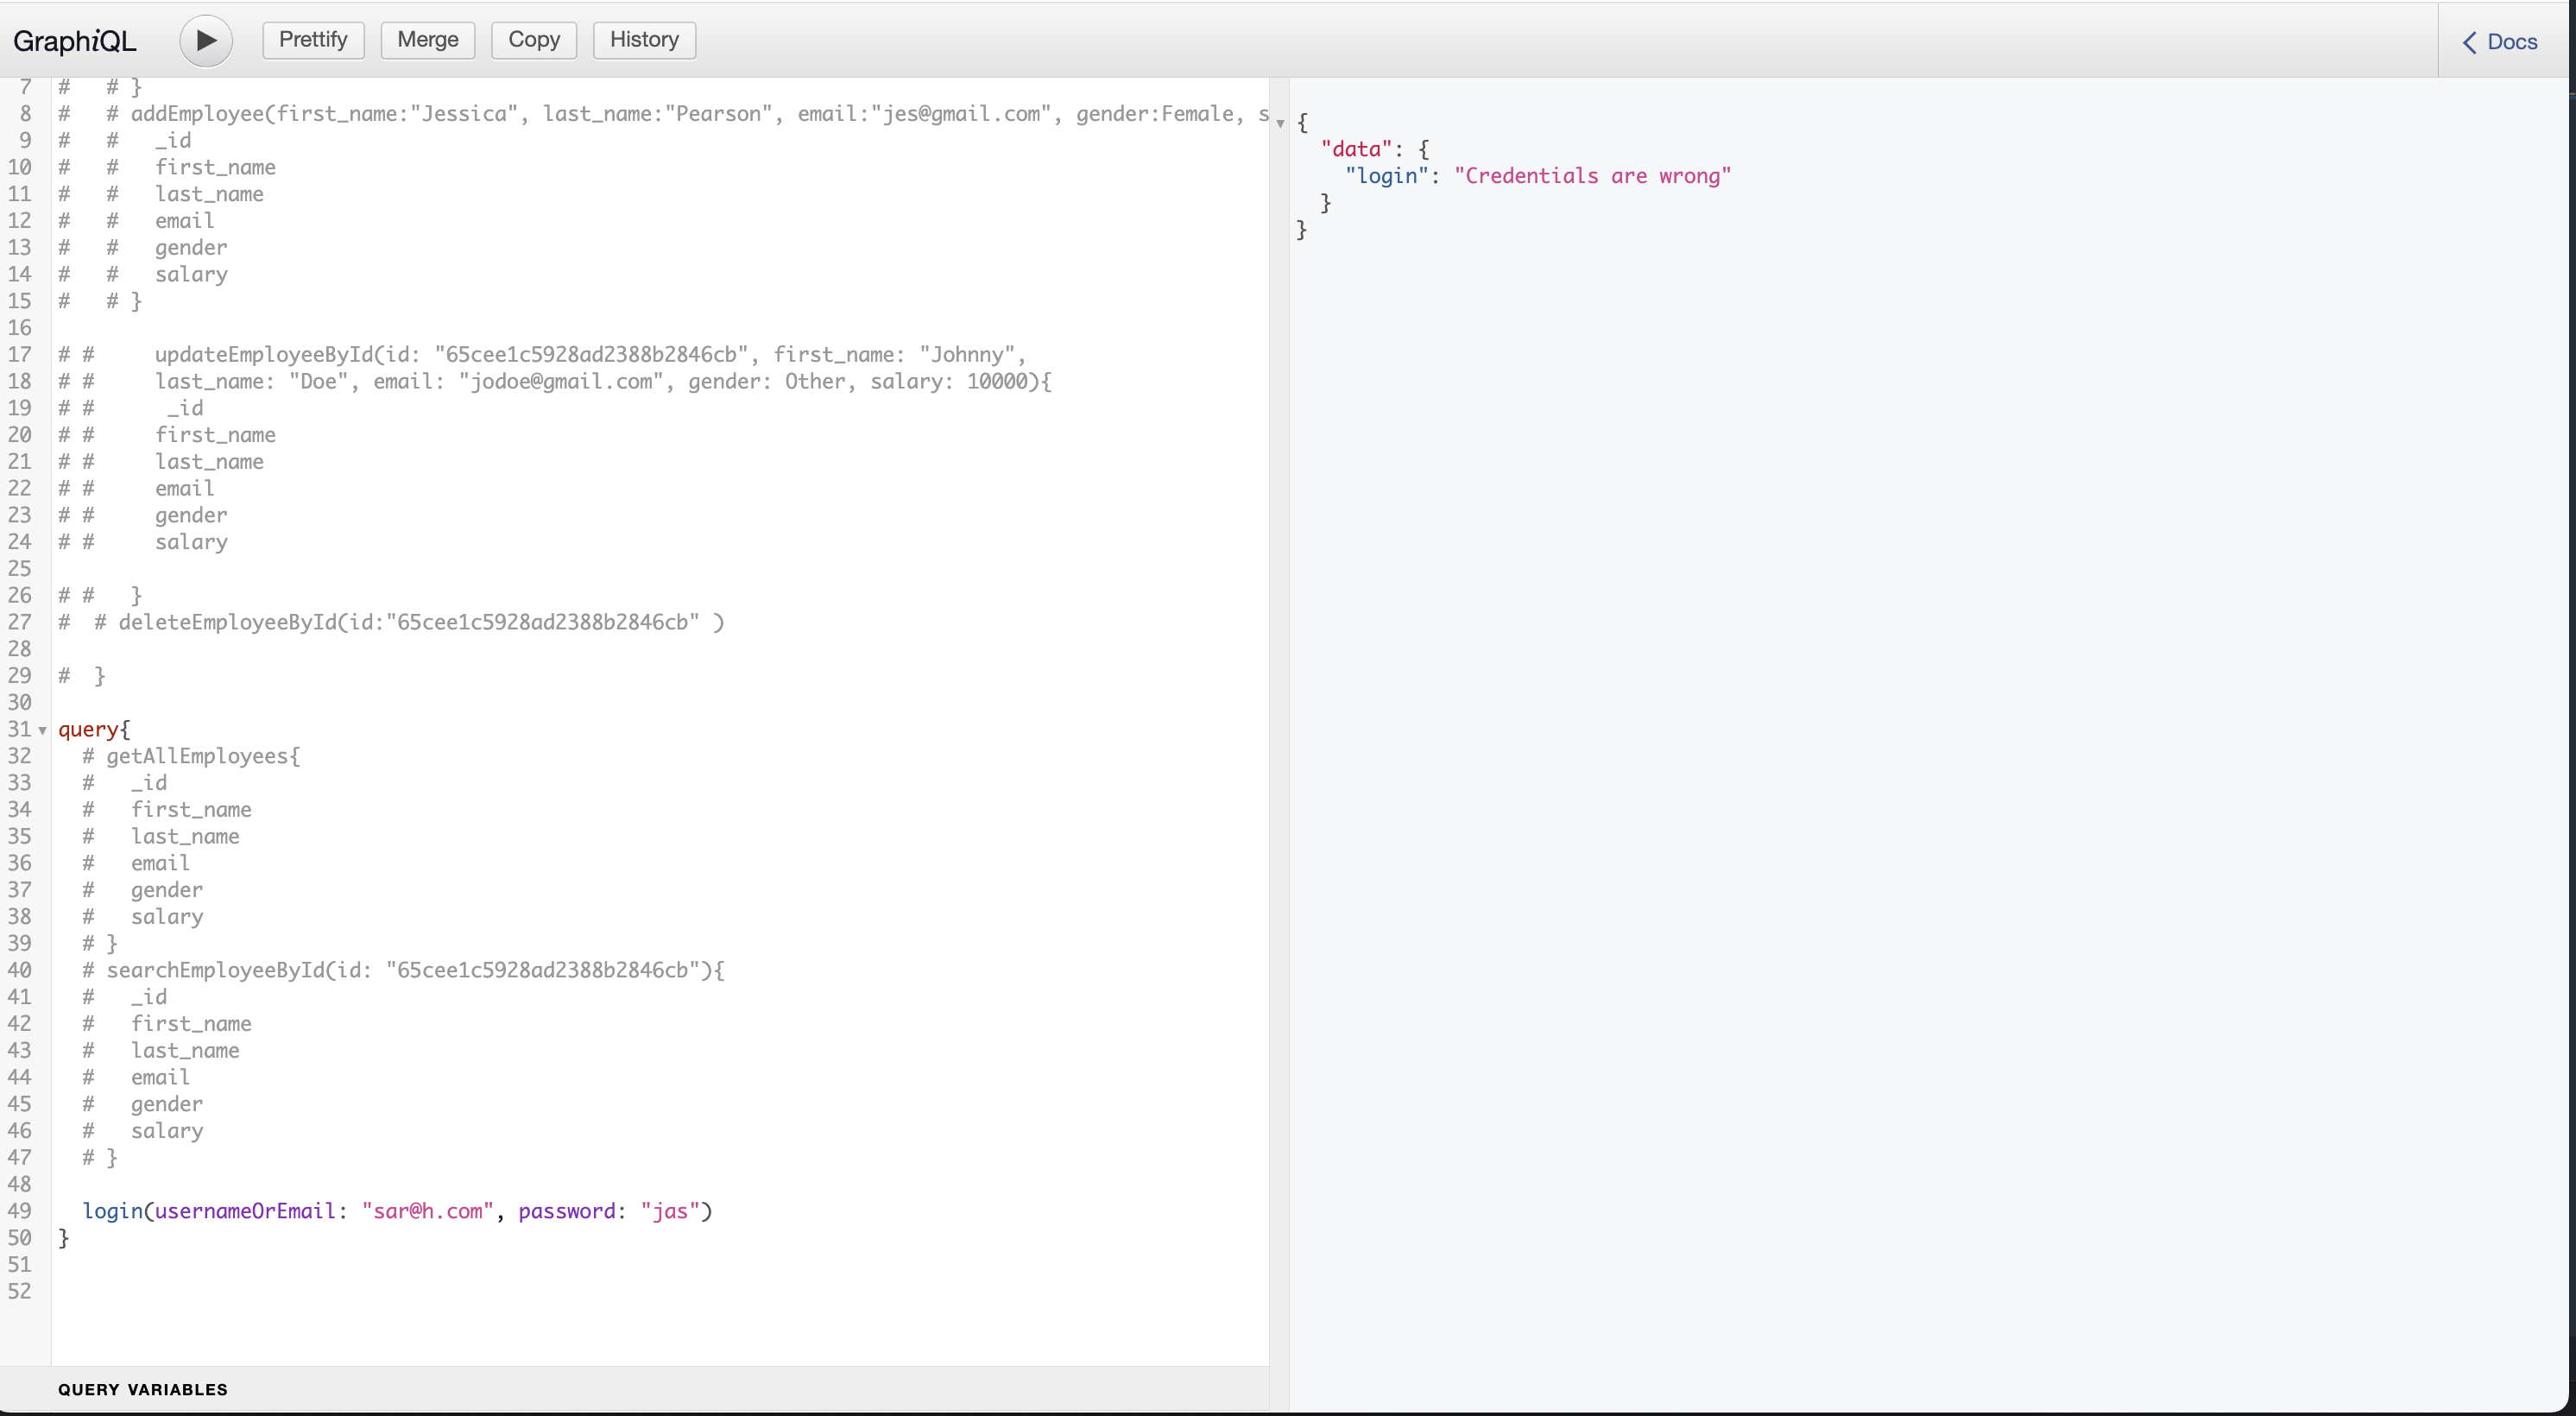 GraphiQL Prettify Merge Copy History Docs
7 #   # }
8 #   # addEmployee(first_name:"Jessica", last_name:"Pearson", email:"jes@gmail.com", gender:Female, s
9 #   #   _id
10 #   #   first_name
11 #   #   last_name
12 #   #   email
13 #   #   gender
14 #   #   salary
15 #   # }
16
17 # #     updateEmployeeById(id: "65cee1c5928ad2388b2846cb", first_name: "Johnny",
18 # #     last_name: "Doe", email: "jodoe@gmail.com", gender: Other, salary: 10000){
19 # #      _id
20 # #     first_name
21 # #     last_name
22 # #     email
23 # #     gender
24 # #     salary
25
26 # #   }
27 #  # deleteEmployeeById(id:"65cee1c5928ad2388b2846cb" )
28
29 #  }
30
31 query{
32   # getAllEmployees{
33   #   _id
34   #   first_name
35   #   last_name
36   #   email
37   #   gender
38   #   salary
39   # }
40   # searchEmployeeById(id: "65cee1c5928ad2388b2846cb"){
41   #   _id
42   #   first_name
43   #   last_name
44   #   email
45   #   gender
46   #   salary
47   # }
48
49   login(usernameOrEmail: "sar@h.com", password: "jas")
50 }
51
52
QUERY VARIABLES
{
  "data": {
    "login": "Credentials are wrong"
  }
}